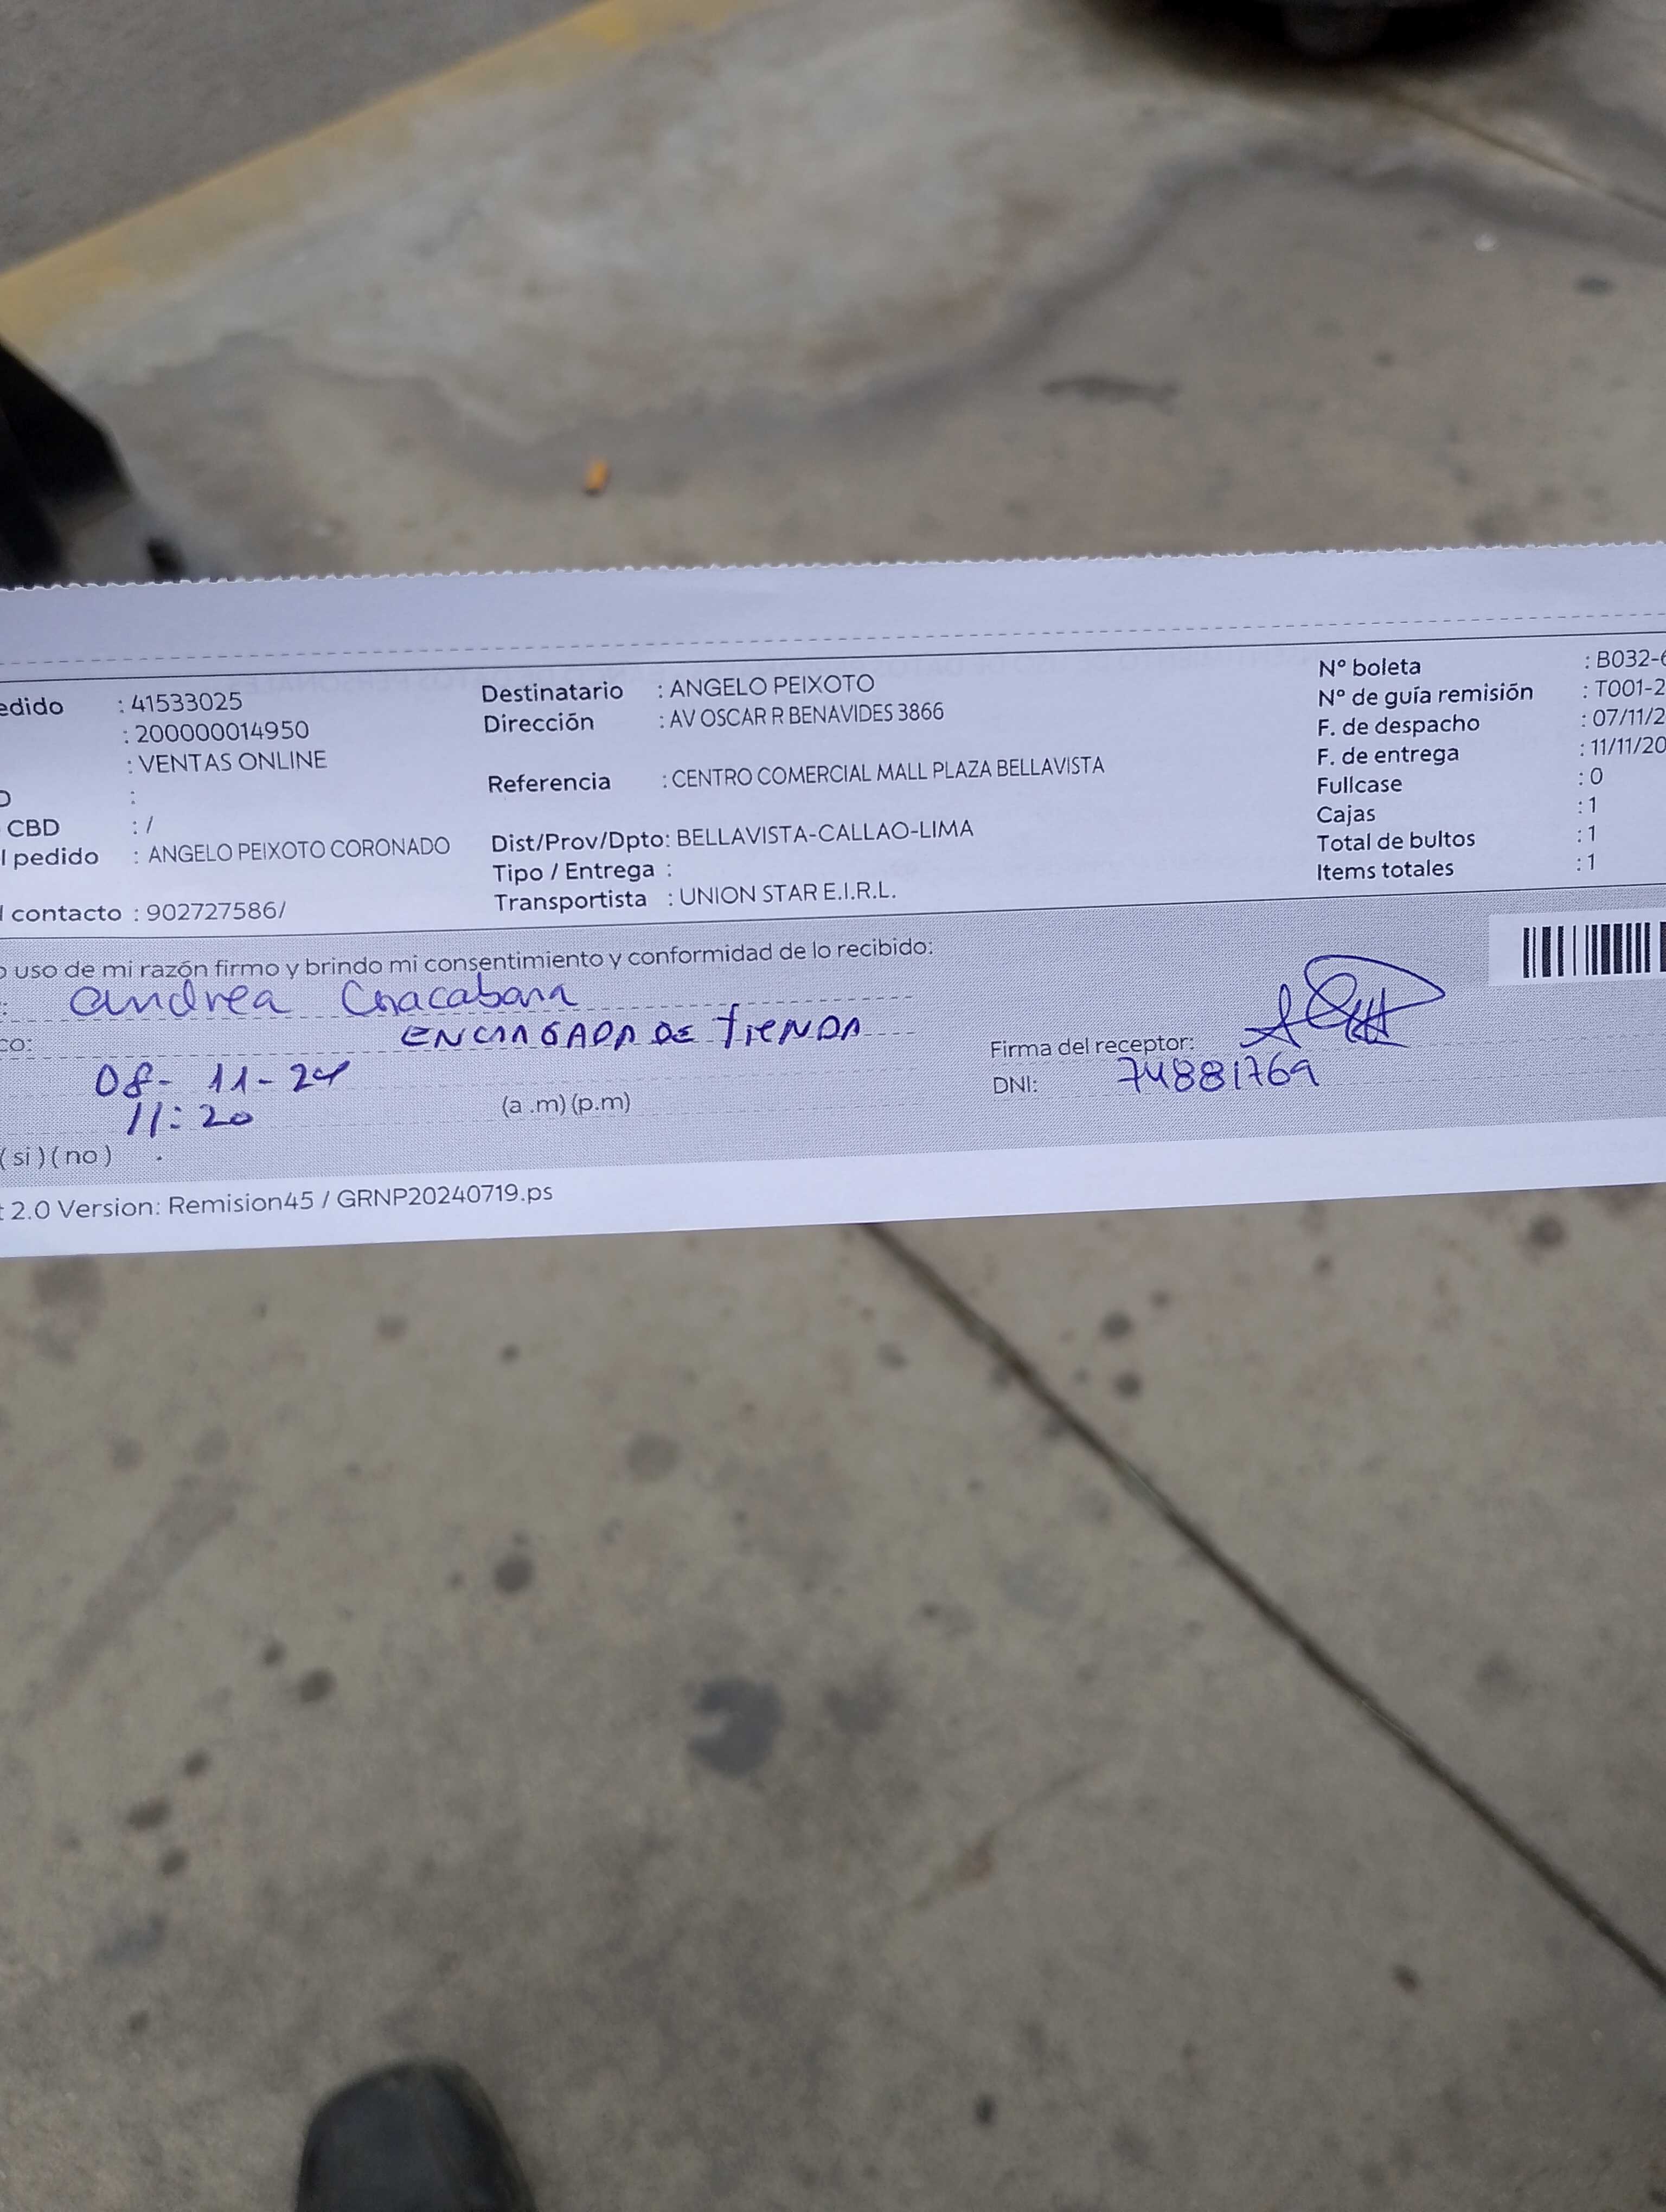 edido : 41533025
: 200000014950
: VENTAS ONLINE
:
CBD : /
l pedido : ANGELO PEIXOTO CORONADO
l contacto : 902727586/
Destinatario : ANGELO PEIXOTO
Dirección : AV OSCAR R BENAVIDES 3866
Referencia : CENTRO COMERCIAL MALL PLAZA BELLAVISTA
Dist/Prov/Dpto: BELLAVISTA-CALLAO-LIMA
Tipo / Entrega :
Transportista : UNION STAR E.I.R.L.
Nº boleta : B032-6
Nº de guía remisión : T001-2
F. de despacho : 07/11/2
F. de entrega : 11/11/20
Fullcase : 0
Cajas : 1
Total de bultos : 1
Items totales : 1
o uso de mi razón firmo y brindo mi consentimiento y conformidad de lo recibido:
: andrea
co: ENCARGADA DE TIENDA
08-11-24
11:20 (a .m) (p.m)
(si) (no)
Firma del receptor:
DNI: 74881769
t 2.0 Version: Remision45 / GRNP20240719.ps